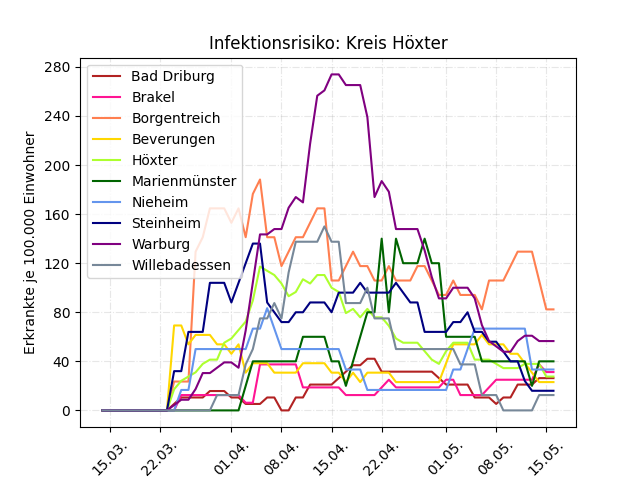 Infektionsrisiko: Kreis Höxter
Erkrankte je 100.000 Einwohner
280
240
200
160
120
80
40
0
Bad Driburg
Brakel
Borgentreich
Beverungen
Höxter
Marienmünster
Nieheim
Steinheim
Warburg
Willebadessen
15.03.
22.03.
01.04.
08.04.
15.04.
22.04.
01.05.
08.05.
15.05.